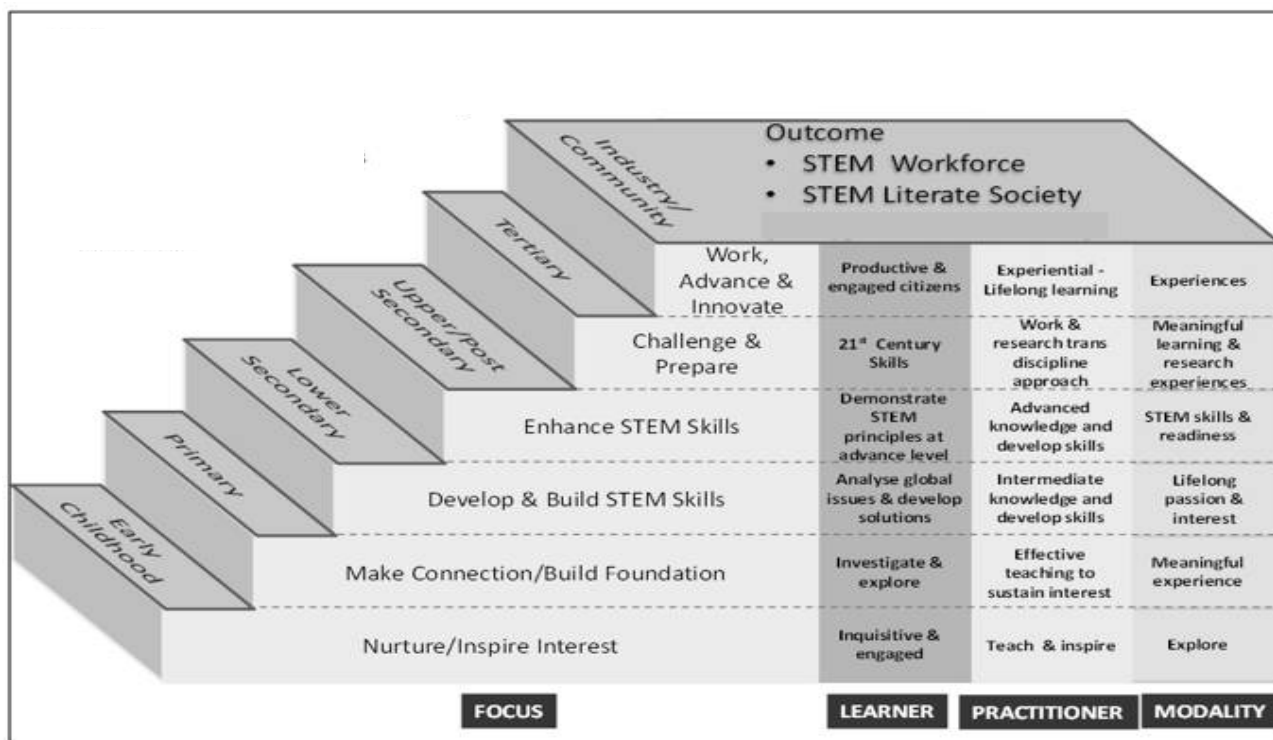 Outcome
• STEM Workforce
• STEM Literate Society
Industry/
Community
Tertiary
Upper/Post
Secondary
Lower
Secondary
Primary
Early
Childhood
Work,
Advance &
Innovate
Productive &
engaged citizens
Experiential -
Lifelong learning
Experiences
Challenge &
Prepare
21st Century
Skills
Work &
research trans
discipline
approach
Meaningful
learning &
research
experiences
Enhance STEM Skills
Demonstrate
STEM
principles at
advance level
Advanced
knowledge and
develop skills
STEM skills &
readiness
Develop & Build STEM Skills
Analyse global
issues & develop
solutions
Intermediate
knowledge and
develop skills
Lifelong
passion &
interest
Make Connection/Build Foundation
Investigate &
explore
Effective
teaching to
sustain interest
Meaningful
experience
Nurture/Inspire Interest
Inquisitive &
engaged
Teach & inspire
Explore
FOCUS
LEARNER
PRACTITIONER
MODALITY